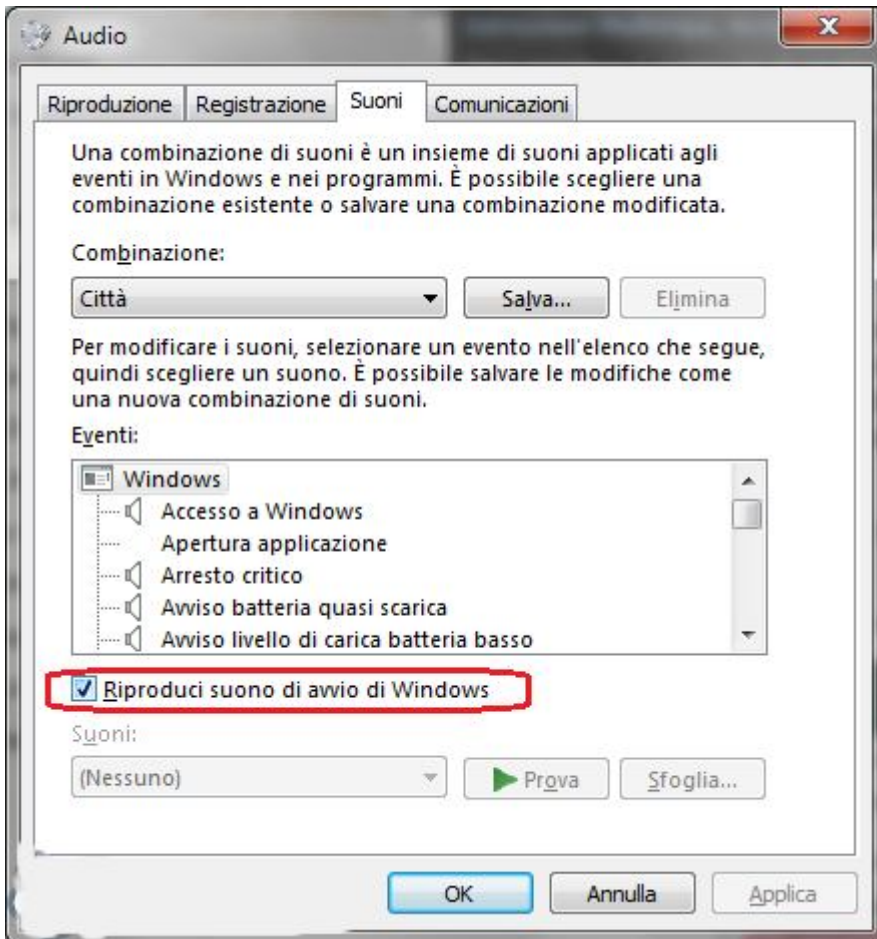 Audio
Riproduzione Registrazione Suoni Comunicazioni
Una combinazione di suoni è un insieme di suoni applicati agli
eventi in Windows e nei programmi. È possibile scegliere una
combinazione esistente o salvare una combinazione modificata.
Combinazione:
Città Salva... Elimina
Per modificare i suoni, selezionare un evento nell'elenco che segue,
quindi scegliere un suono. È possibile salvare le modifiche come
una nuova combinazione di suoni.
Eventi:
Windows
Accesso a Windows
Apertura applicazione
Arresto critico
Avviso batteria quasi scarica
Avviso livello di carica batteria basso
Riproduci suono di avvio di Windows
Suoni:
(Nessuno) Prova Sfoglia...
OK Annulla Applica